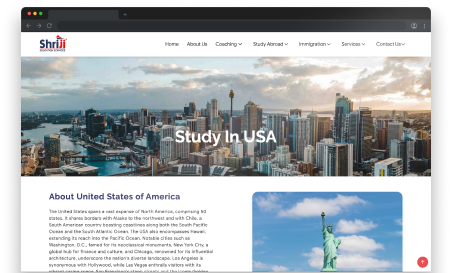 Shriji
Home About Us Coaching Study Abroad Immigration Services Contact Us
Study In USA
About United States of America
The United States spans a vast expanse of North America, comprising 50
states. It shares borders with Alaska to the northwest and with Chile, a
South American country boasting coastlines along both the South Pacific
Ocean and the South Atlantic Ocean. The USA also encompasses Hawaii,
extending its reach into the Pacific Ocean. Notable cities such as
Washington, D.C., famed for its neoclassical monuments, New York City, a
global hub for finance and culture, and Chicago, renowned for its influential
architecture, underscore the nation's diverse landscape. Los Angeles is
synonymous with Hollywood, while Las Vegas entices visitors with its